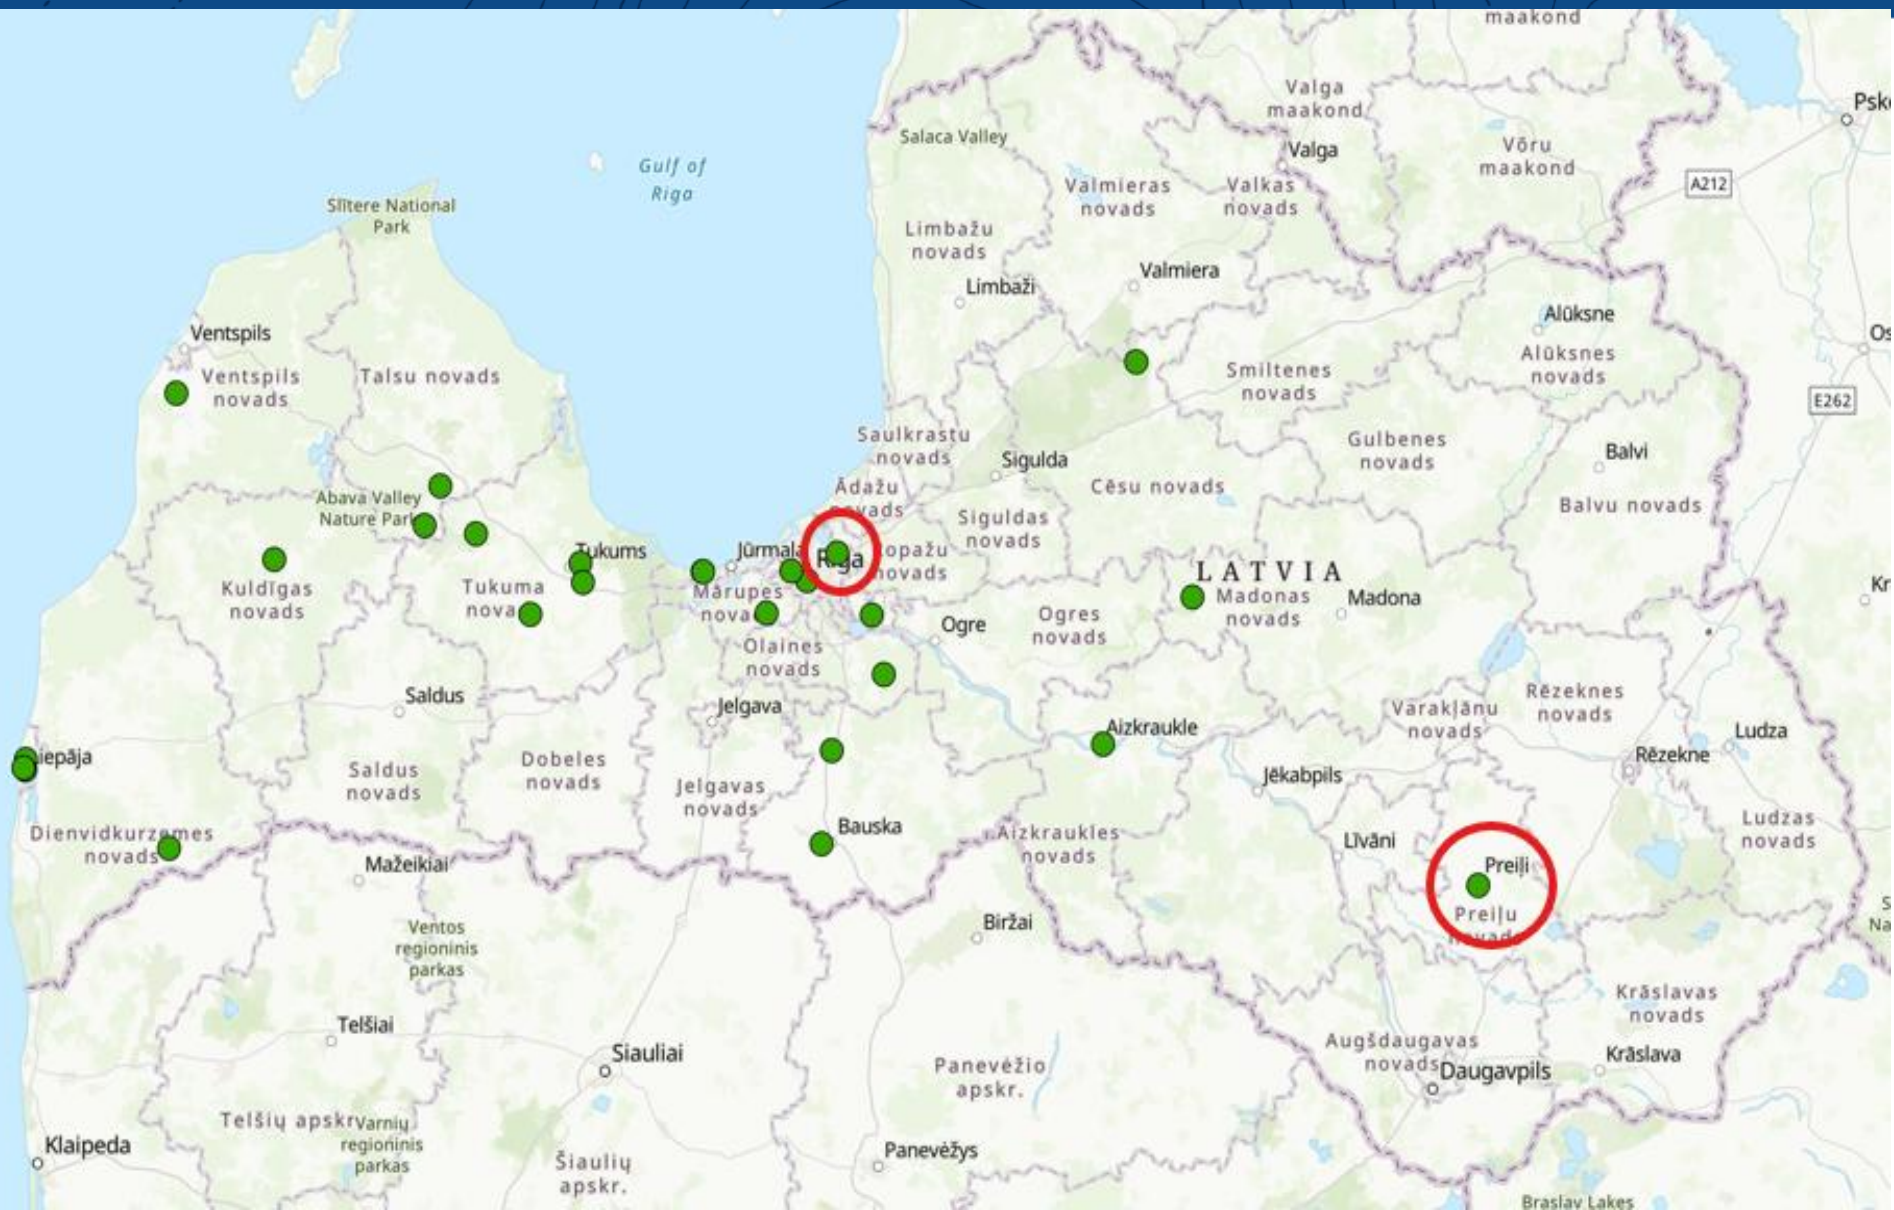 maakond
Valga
maakond
Salaca Valley
Valga
Võru
maakond
A212
Gulf of
Riga
Valmieras
novads
Valkas
novads
Slītere National
Park
Limbažu
novads
Valmiera
Limbaži
Alūksne
Ventspils
Alūksnes
novads
Ventspils
novads
Talsu novads
Smiltenes
novads
E262
Saulkrastu
novads
Gulbenes
novads
Balvi
Sigulda
Cēsu novads
Ādažu
novads
Abava Valley
Nature Park
Siguldas
novads
Balvu novads
Tukums
Jūrmala
Rīga
LATVIA
Kuldīgas
novads
Tukuma
Mārupes
Madonas
novads
Madona
Ogre
Ogres
novads
Olaines
novads
Saldus
Jelgava
Rēzeknes
novads
Varakļānu
novads
Aizkraukle
Ludza
Rēzekne
Saldus
novads
Dobeles
novads
Jelgavas
novads
Jēkabpils
Dienvidkurzemes
novads
Bauska
Aizkraukles
novads
Līvāni
Ludzas
novads
Mažeikiai
Preiļi
Preiļu
novads
Ventos
regioninis
parkas
Biržai
Krāslavas
novads
Telšiai
Siauliai
Augšdaugavas
novads
Krāslava
Panevėžio
apskr.
Daugavpils
Telšių apskr.
Varnių
regioninis
parkas
Klaipeda
Šiaulių
apskr.
Panevėžys
Braslav Lakes